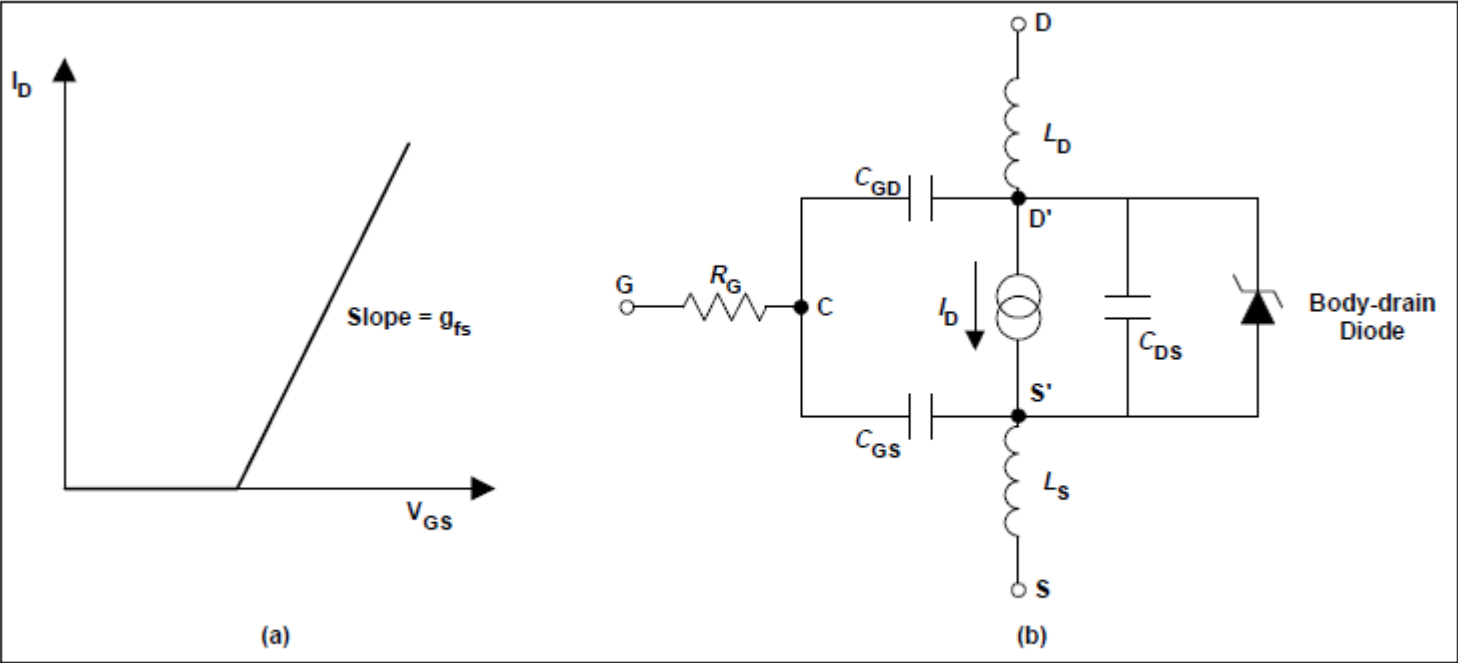 I_D
Slope = g_fs
V_GS
(a)
D
L_D
C_GD
D'
R_G
G
C
I_D
C_DS
Body-drain
Diode
S'
C_GS
L_S
S
(b)